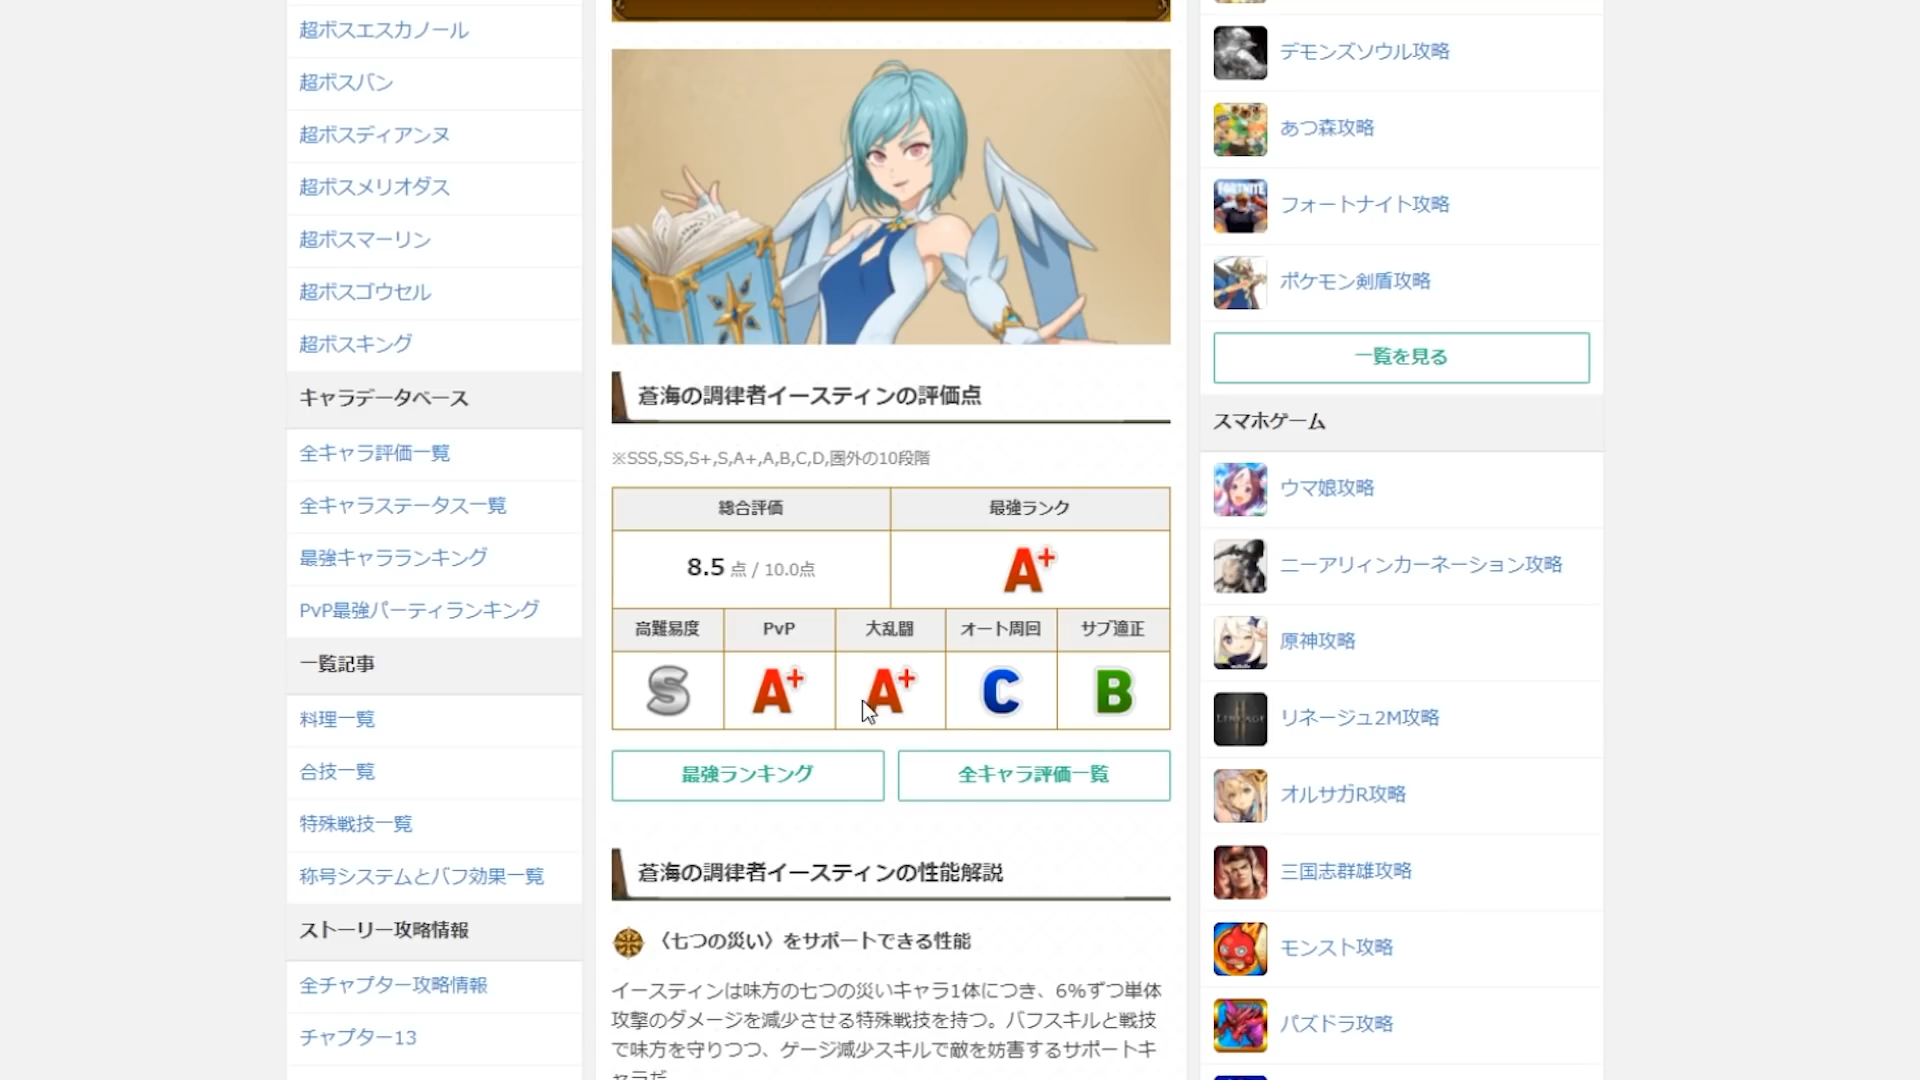 超ボスエスカノール
超ボスバン
超ボスディアンヌ
超ボスメリオダス
超ボスマーリン
超ボスゴウセル
超ボスキング
キャラデータベース
全キャラ評価一覧
全キャラステータス一覧
最強キャラランキング
PvP最強パーティランキング
一覧記事
料理一覧
合技一覧
特殊戦技一覧
称号システムとバフ効果一覧
ストーリー攻略情報
全チャプター攻略情報
チャプター13
蒼海の調律者イースティンの評価点
※SSS,SS,S+,S,A+,A,B,C,D,圏外の10段階
総合評価 最強ランク
8.5 点 / 10.0点 A+
高難易度 PvP 大乱闘 オート周回 サブ適正
S A+ A+ C B
最強ランキング 全キャラ評価一覧
蒼海の調律者イースティンの性能解説
〈七つの災い〉をサポートできる性能
イースティンは味方の七つの災いキャラ1体につき、6%ずつ単体
攻撃のダメージを減少させる特殊戦技を持つ。バフスキルと戦技
で味方を守りつつ、ゲージ減少スキルで敵を妨害するサポートキ
ャラだ
デモンズソウル攻略
あつ森攻略
FORTNITE
フォートナイト攻略
ポケモン剣盾攻略
一覧を見る
スマホゲーム
ウマ娘攻略
ニーアリィンカーネーション攻略
原神攻略
リネージュ2M攻略
オルサガR攻略
三国志群雄攻略
モンスト攻略
パズドラ攻略